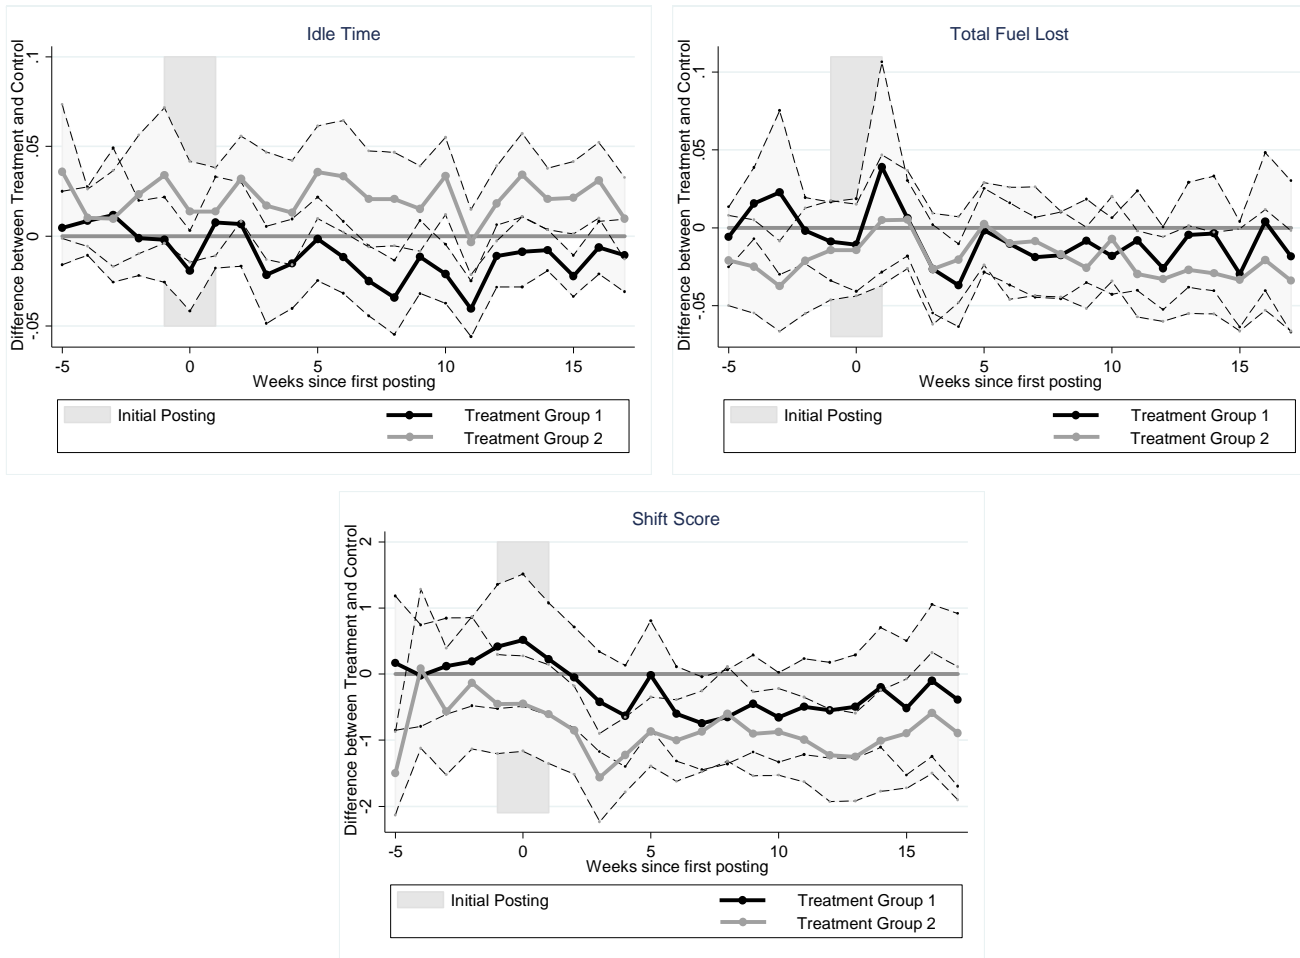 Idle Time
Difference between Treatment and Control
.1
.05
0
-.05
-5 0 5 10 15
Weeks since first posting
Initial Posting
Treatment Group 1
Treatment Group 2
Total Fuel Lost
Difference between Treatment and Control
.1
.05
0
-.05
-5 0 5 10 15
Weeks since first posting
Initial Posting
Treatment Group 1
Treatment Group 2
Shift Score
Difference between Treatment and Control
2
1
0
-1
-2
-5 0 5 10 15
Weeks since first posting
Initial Posting
Treatment Group 1
Treatment Group 2